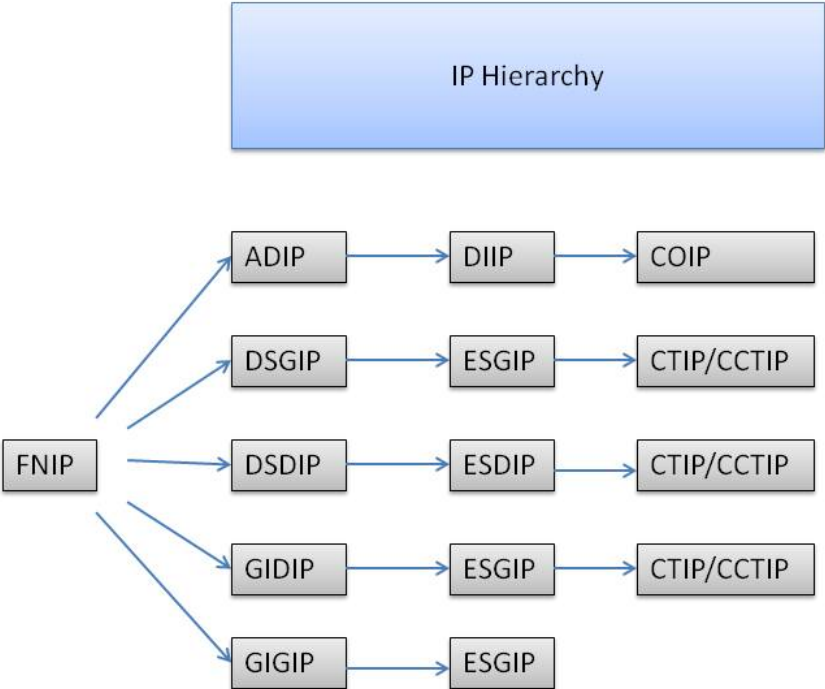 IP Hierarchy
ADIP DIIP COIP
DSGIP ESGIP CTIP/CCTIP
FNIP DSDIP ESDIP CTIP/CCTIP
GIDIP ESGIP CTIP/CCTIP
GIGIP ESGIP